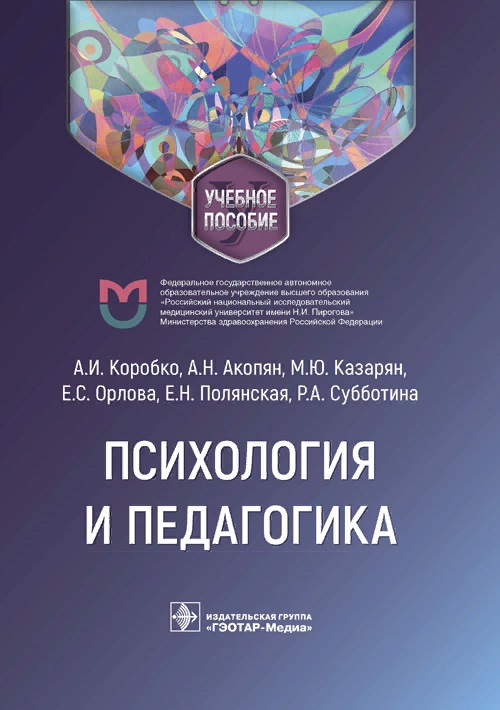 УЧЕБНОЕ
ПОСОБИЕ
Федеральное государственное автономное
образовательное учреждение высшего образования
«Российский национальный исследовательский
медицинский университет имени Н.И. Пирогова»
Министерства здравоохранения Российской Федерации
А.И. Коробко, А.Н. Акопян, М.Ю. Казарян,
Е.С. Орлова, Е.Н. Полянская, Р.А. Субботина
ПСИХОЛОГИЯ
И ПЕДАГОГИКА
ИЗДАТЕЛЬСКАЯ ГРУППА
«ГЭОТАР-Медиа»